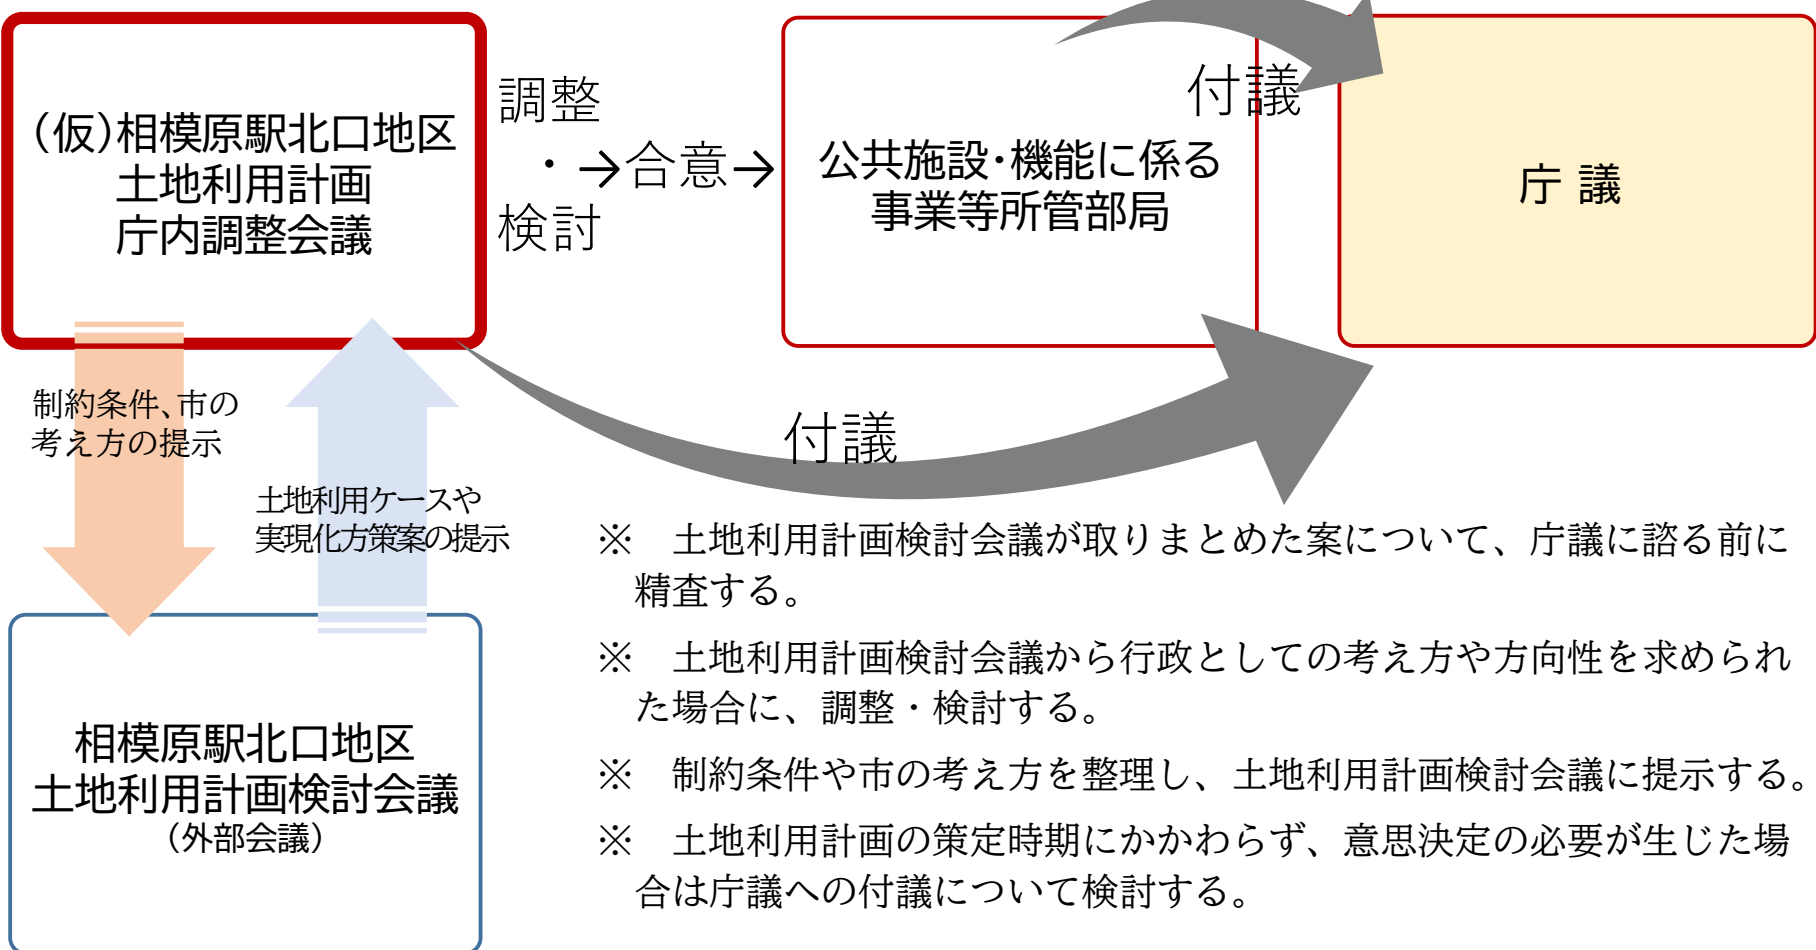 （仮）相模原駅北口地区
土地利用計画
庁内調整会議
調整
・
検討
→合意→
公共施設・機能に係る
事業等所管部局
付議
庁 議
制約条件、市の
考え方の提示
土地利用ケースや
実現化方策案の提示
付議
相模原駅北口地区
土地利用計画検討会議
（外部会議）
※　土地利用計画検討会議が取りまとめた案について、庁議に諮る前に
精査する。
※　土地利用計画検討会議から行政としての考え方や方向性を求められ
た場合に、調整・検討する。
※　制約条件や市の考え方を整理し、土地利用計画検討会議に提示する。
※　土地利用計画の策定時期にかかわらず、意思決定の必要が生じた場
合は庁議への付議について検討する。